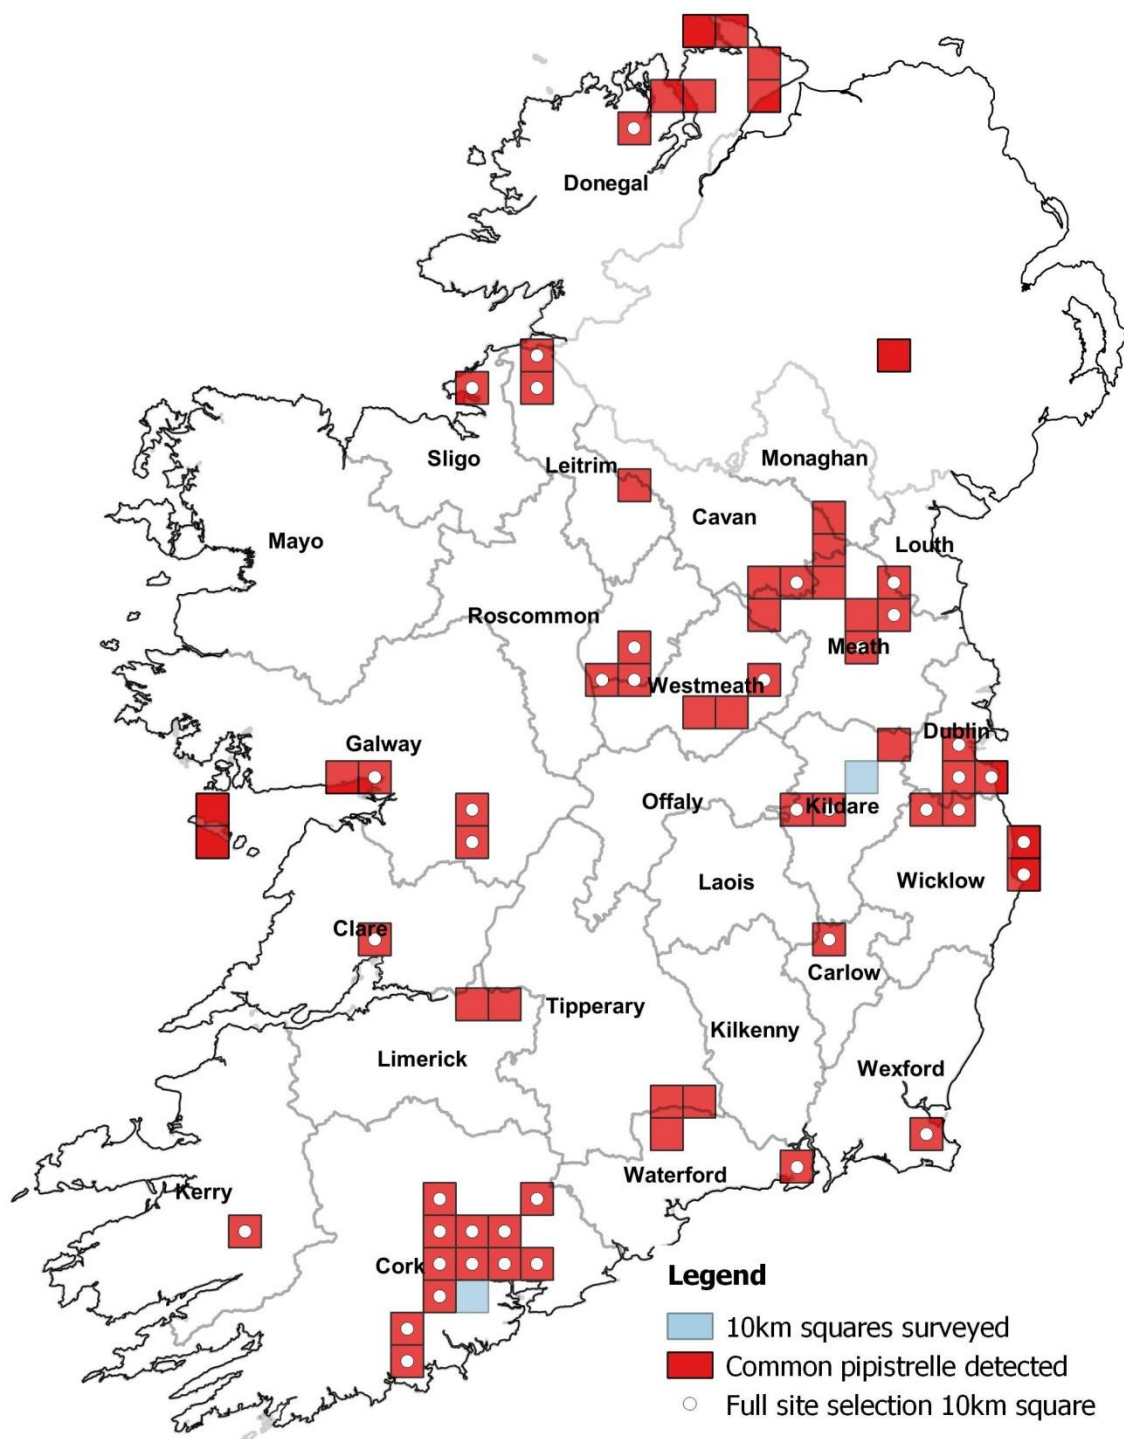 Donegal
Sligo
Leitrim
Monaghan
Cavan
Mayo
Louth
Roscommon
Meath
Westmeath
Dublin
Galway
Offaly
Kildare
Laois
Wicklow
Clare
Carlow
Tipperary
Kilkenny
Limerick
Wexford
Waterford
Kerry
Cork
Legend
10km squares surveyed
Common pipistrelle detected
Full site selection 10km square